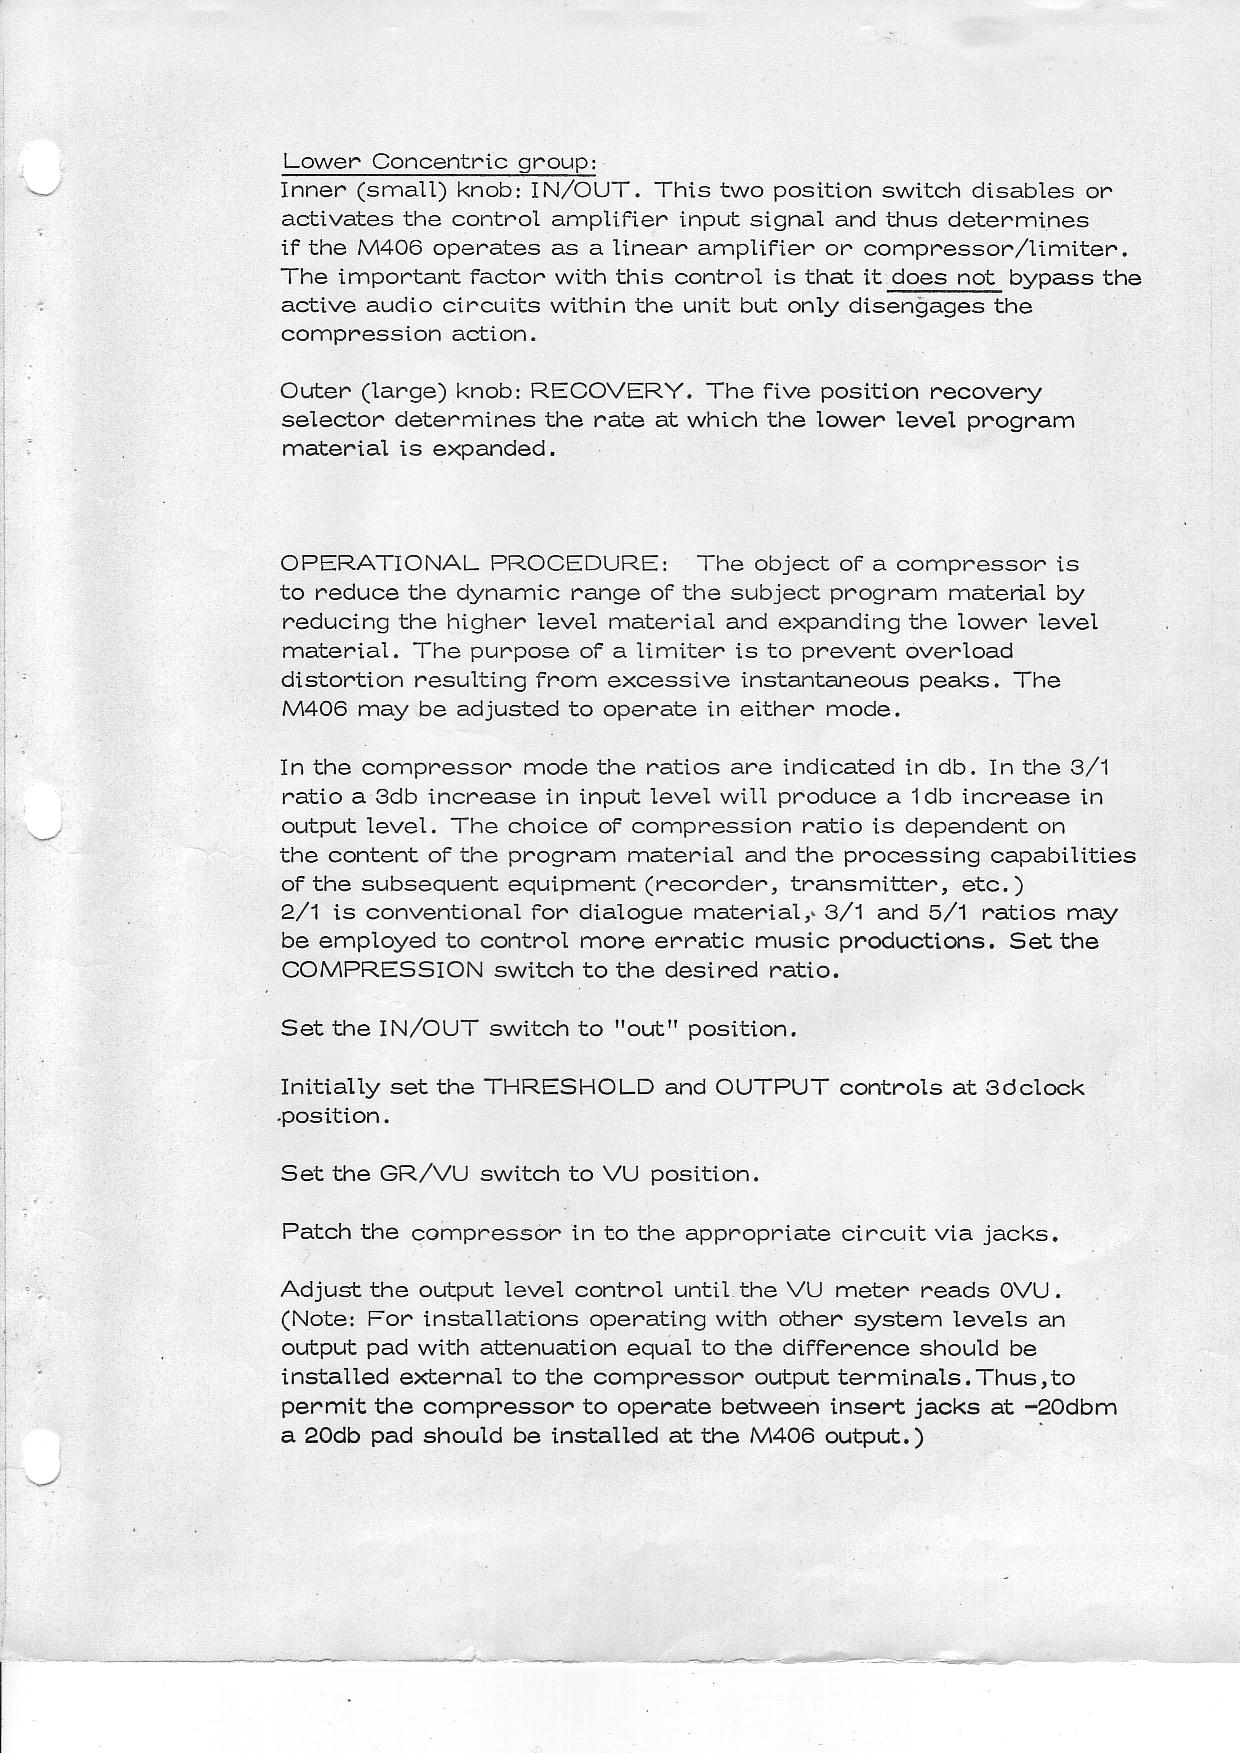 Lower Concentric group:
Inner (small) knob: IN/OUT. This two position switch disables or
activates the control amplifier input signal and thus determines
if the M406 operates as a linear amplifier or compressor/limiter.
The important factor with this control is that it does not bypass the
active audio circuits within the unit but only disengages the
compression action.
Outer (large) knob: RECOVERY. The five position recovery
selector determines the rate at which the lower level program
material is expanded.
OPERATIONAL PROCEDURE: The object of a compressor is
to reduce the dynamic range of the subject program material by
reducing the higher level material and expanding the lower level
material. The purpose of a limiter is to prevent overload
distortion resulting from excessive instantaneous peaks. The
M406 may be adjusted to operate in either mode.
In the compressor mode the ratios are indicated in db. In the 3/1
ratio a 3db increase in input level will produce a 1db increase in
output level. The choice of compression ratio is dependent on
the content of the program material and the processing capabilities
of the subsequent equipment (recorder, transmitter, etc.)
2/1 is conventional for dialogue material, 3/1 and 5/1 ratios may
be employed to control more erratic music productions. Set the
COMPRESSION switch to the desired ratio.
Set the IN/OUT switch to "out" position.
Initially set the THRESHOLD and OUTPUT controls at 3dclock
position.
Set the GR/VU switch to VU position.
Patch the compressor in to the appropriate circuit via jacks.
Adjust the output level control until the VU meter reads 0VU.
(Note: For installations operating with other system levels an
output pad with attenuation equal to the difference should be
installed external to the compressor output terminals.Thus,to
permit the compressor to operate between insert jacks at -20dbm
a 20db pad should be installed at the M406 output.)